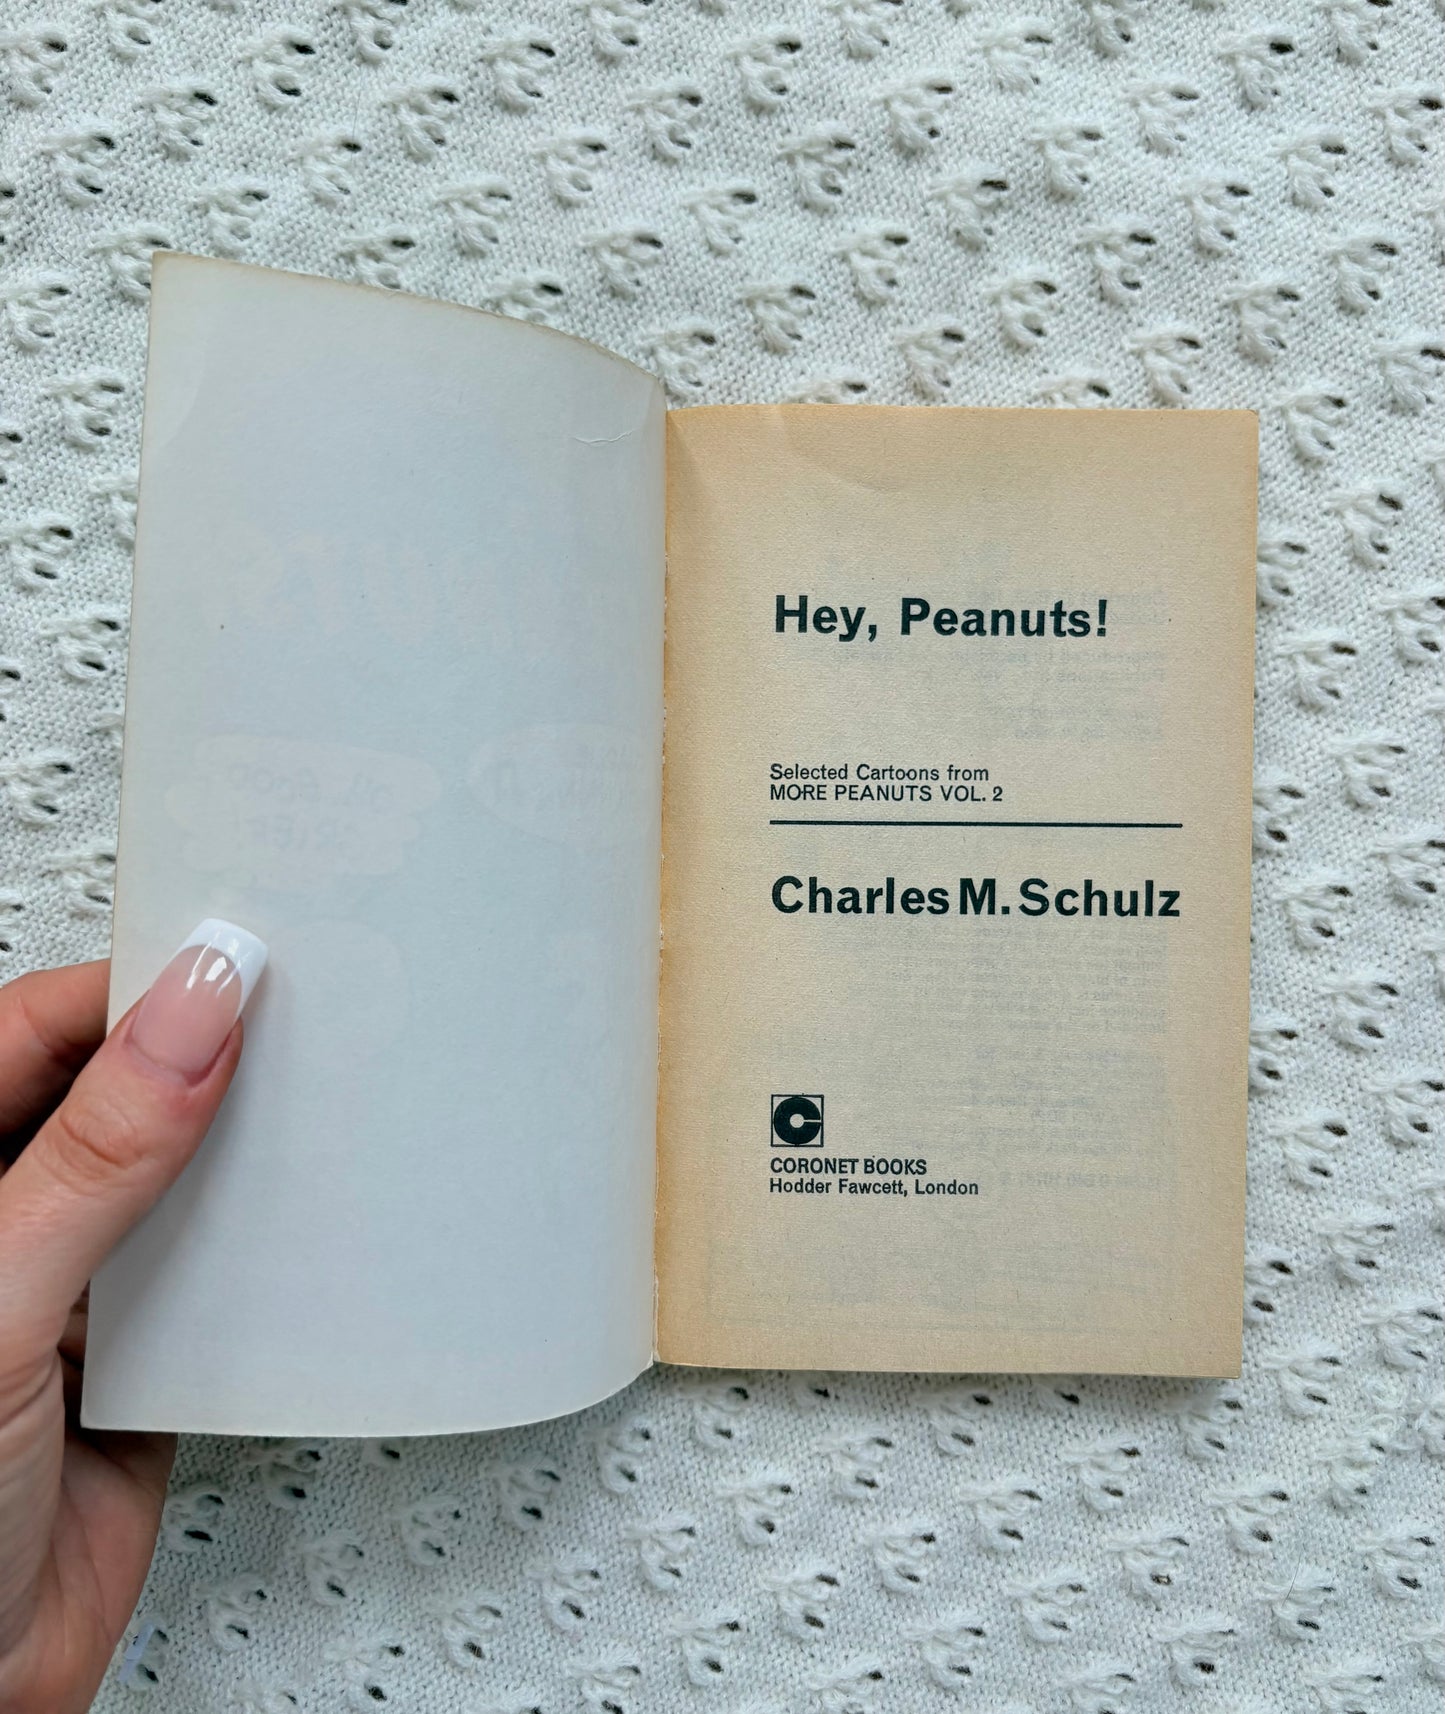 Hey, Peanuts!
Selected Cartoons from
MORE PEANUTS VOL. 2
Charles M. Schulz
CORONET BOOKS
Hodder Fawcett, London